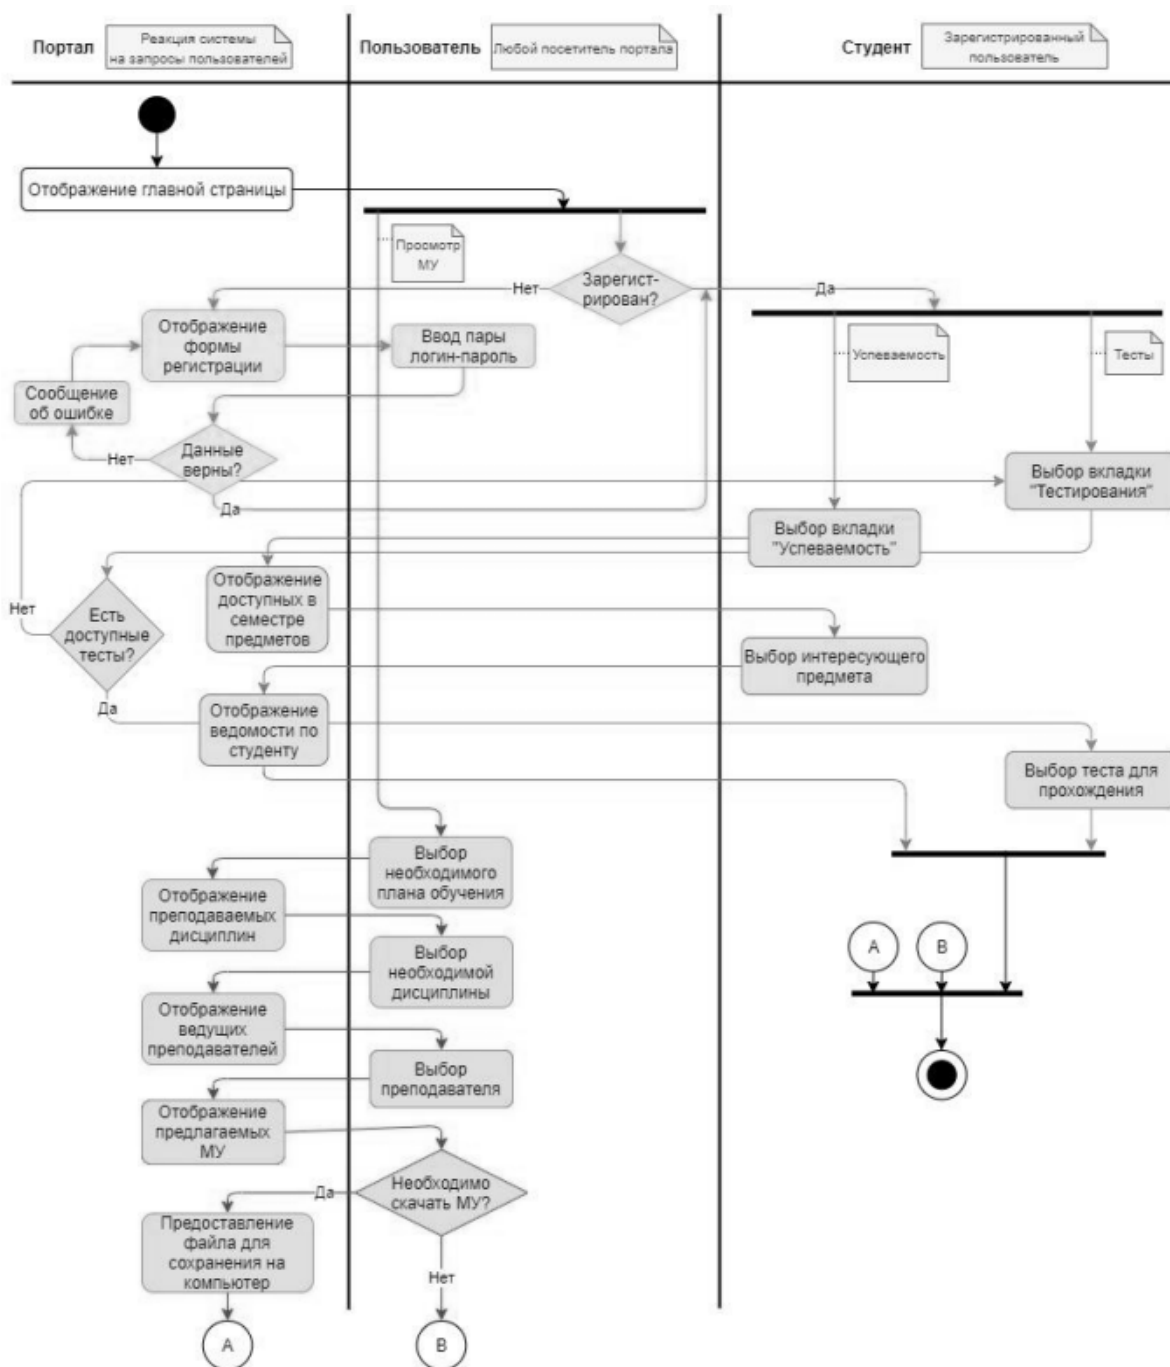 Портал
Реакция системы
на запросы пользователей
Пользователь
Любой посетитель портала
Студент
Зарегистрированный
пользователь
Отображение главной страницы
Просмотр
МУ
Зарегист-
рирован?
Нет
Да
Отображение
формы
регистрации
Ввод пары
логин-пароль
Успеваемость
Тесты
Сообщение
об ошибке
Данные
верны?
Нет
Да
Выбор вкладки
"Тестирования"
Выбор вкладки
"Успеваемость"
Отображение
доступных в
семестре
предметов
Нет
Есть
доступные
тесты?
Да
Выбор интересующего
предмета
Отображение
ведомости по
студенту
Выбор теста для
прохождения
Выбор
необходимого
плана обучения
Отображение
преподаваемых
дисциплин
Выбор
необходимой
дисциплины
A
B
Отображение
ведущих
преподавателей
Выбор
преподавателя
Отображение
предлагаемых
МУ
Необходимо
скачать МУ?
Да
Предоставление
файла для
сохранения на
компьютер
Нет
A
B